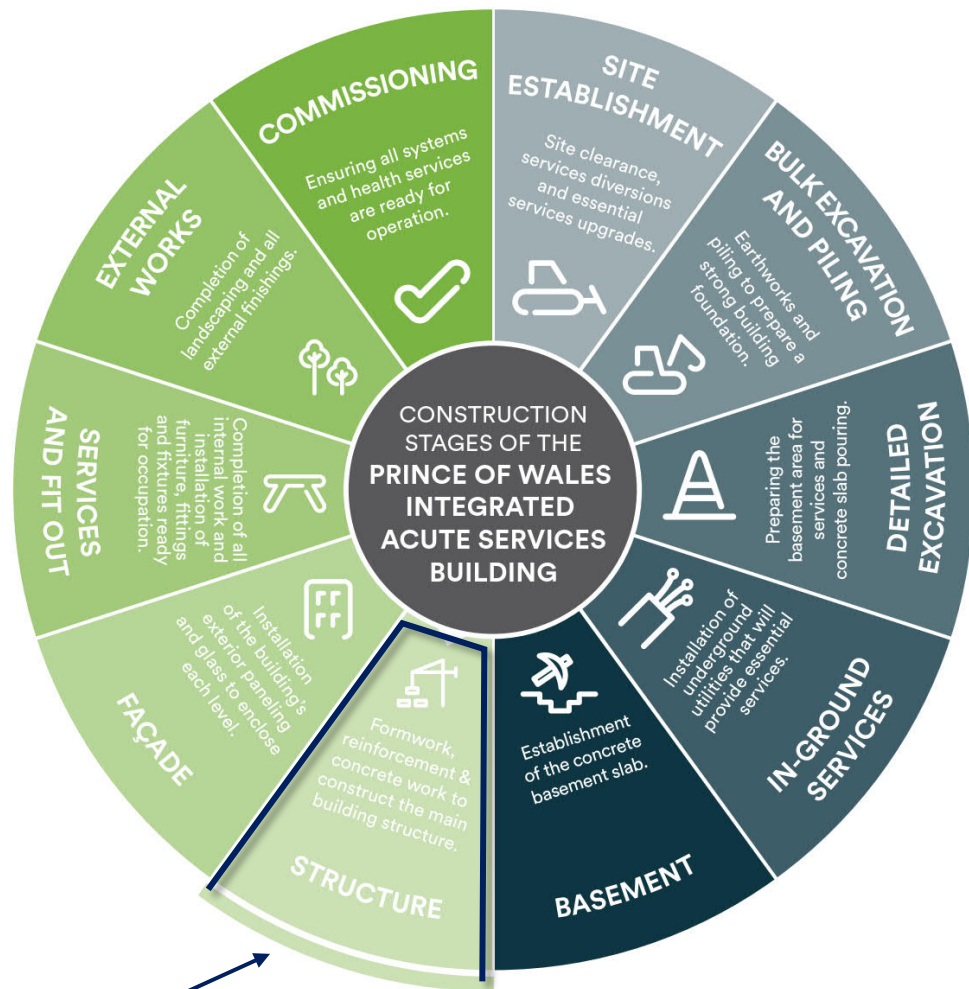 CONSTRUCTION
STAGES OF THE
PRINCE OF WALES
INTEGRATED
ACUTE SERVICES
BUILDING
SITE
ESTABLISHMENT
Site clearance,
services diversions
and essential
services upgrades.
BULK EXCAVATION
AND PILING
Earthworks and
piling to prepare a
strong building
foundation.
DETAILED
EXCAVATION
Preparing the
basement area for
services and
concrete slab pouring.
IN-GROUND
SERVICES
Installation of
underground
utilities that will
provide essential
services.
BASEMENT
Establishment
of the concrete
basement slab.
STRUCTURE
Formwork,
reinforcement &
concrete work to
construct the main
building structure.
FAÇADE
Installation
of the building's
exterior paneling
and glass to enclose
each level.
SERVICES
AND FIT OUT
Completion of all
internal work and
installation of
furniture, fittings
and fixtures ready
for occupation.
EXTERNAL
WORKS
Completion of
landscaping and all
external finishings.
COMMISSIONING
Ensuring all systems
and health services
are ready for
operation.